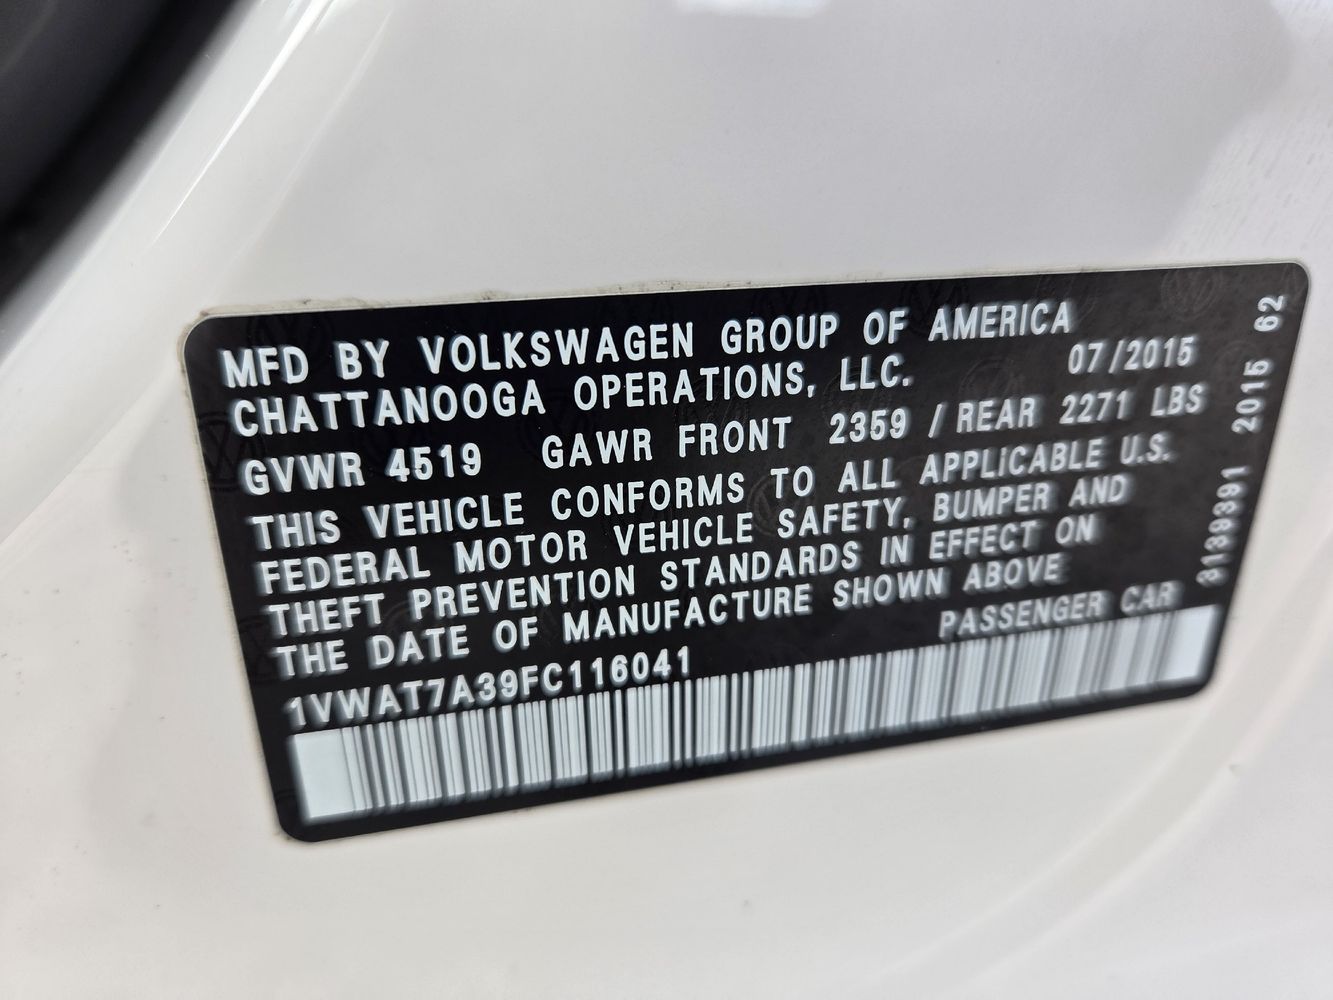 MFD BY VOLKSWAGEN GROUP OF AMERICA
CHATTANOOGA OPERATIONS, LLC. 07/2015
GVWR 4519 GAWR FRONT 2359 / REAR 2271 LBS
THIS VEHICLE CONFORMS TO ALL APPLICABLE U.S.
FEDERAL MOTOR VEHICLE SAFETY, BUMPER AND
THEFT PREVENTION STANDARDS IN EFFECT ON
THE DATE OF MANUFACTURE SHOWN ABOVE
1VWAT7A39FC116041 PASSENGER CAR
3139391 2015 62